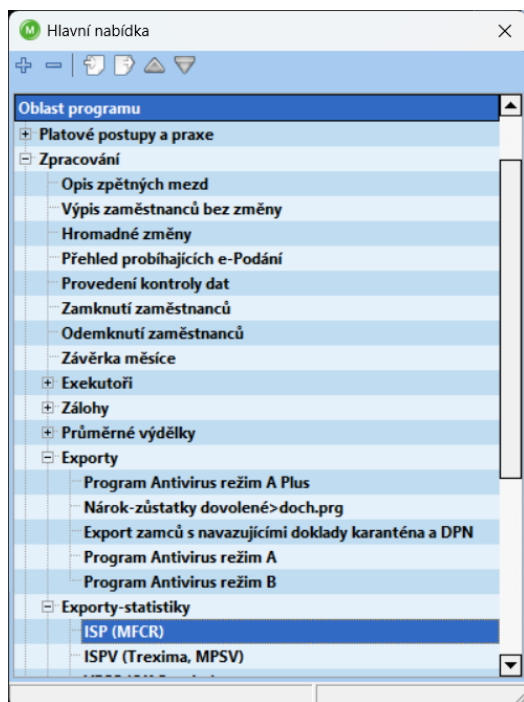 Hlavní nabídka
Oblast programu
Platové postupy a praxe
Zpracování
Opis zpětných mezd
Výpis zaměstnanců bez změny
Hromadné změny
Přehled probíhajících e-Podání
Provedení kontroly dat
Zamknutí zaměstnanců
Odemknutí zaměstnanců
Závěrka měsíce
Exekutoři
Zálohy
Průměrné výdělky
Exporty
Program Antivirus režim A Plus
Nárok-zůstatky dovolené>doch.prg
Export zamců s navazujícími doklady karanténa a DPN
Program Antivirus režim A
Program Antivirus režim B
Exporty-statistiky
ISP (MFCR)
ISPV (Trexima, MPSV)